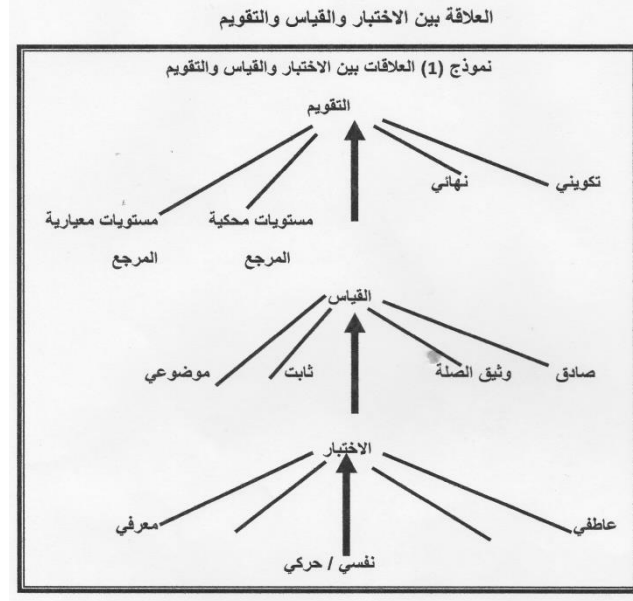 العلاقة بين الاختبار والقياس والتقويم
نموذج (1) العلاقات بين الاختبار والقياس والتقويم
التقويم
تكويني
نهائي
مستويات محكية
المرجع
مستويات معيارية
المرجع
القياس
صادق
وثيق الصلة
ثابت
موضوعي
الاختبار
عاطفي
معرفي
نفسي / حركي